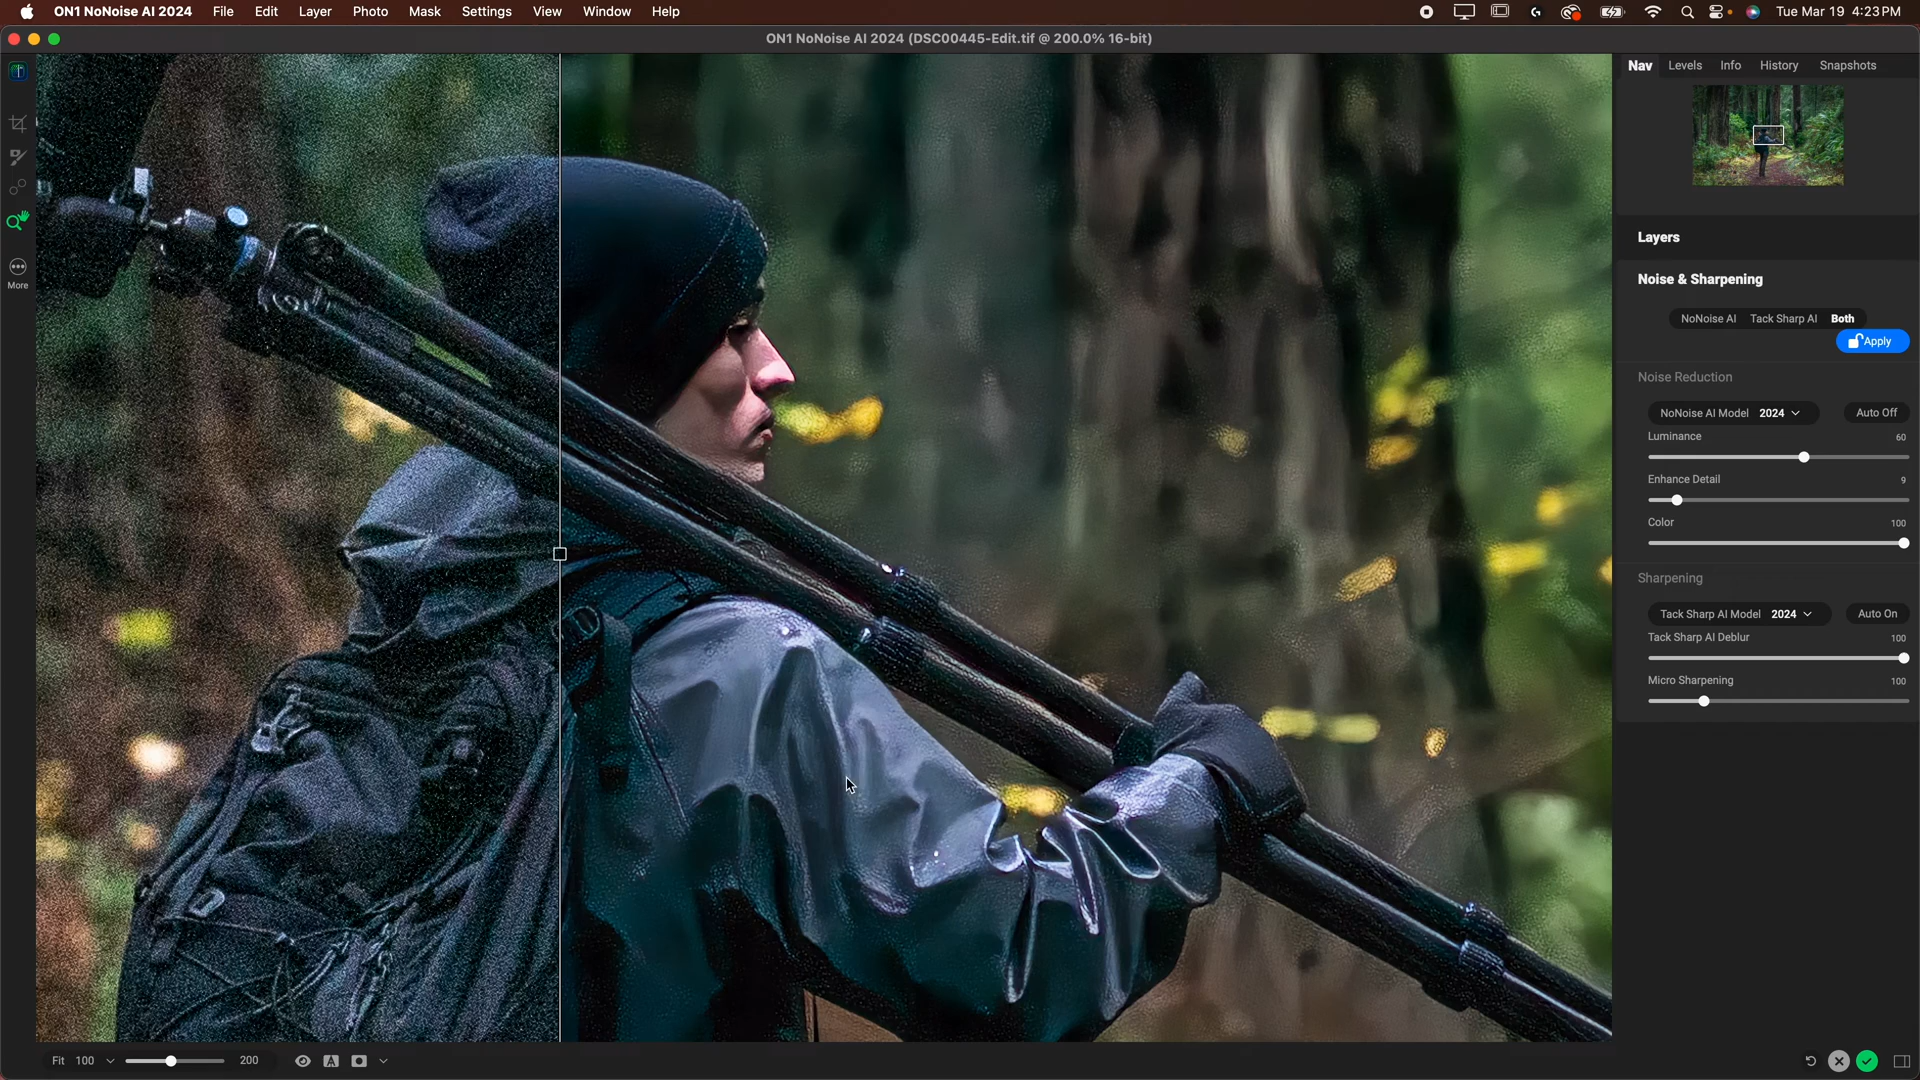 ON1 NoNoise AI 2024 File Edit Layer Photo Mask Settings View Window Help Tue Mar 19 4:23 PM
ON1 NoNoise AI 2024 (DSC00445-Edit.tif @ 200.0% 16-bit)
Nav Levels Info History Snapshots
More
Layers
Noise & Sharpening
NoNoise AI Tack Sharp AI Both
Apply
Noise Reduction
NoNoise AI Model 2024 Auto Off
Luminance 60
Enhance Detail 9
Color 100
Sharpening
Tack Sharp AI Model 2024 Auto On
Tack Sharp AI Deblur 100
Micro Sharpening 100
Fit 100 200 A